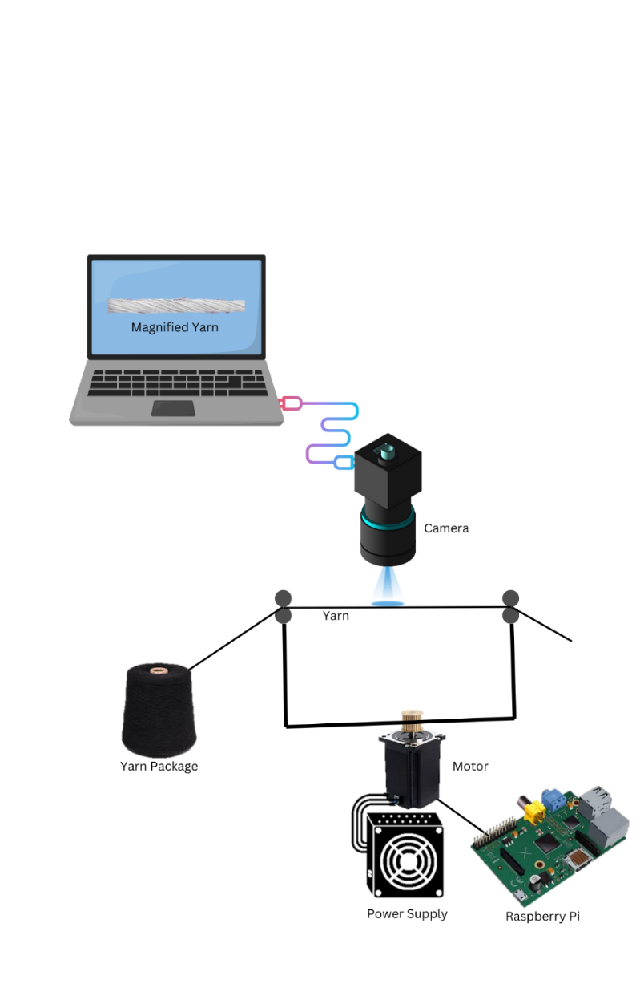 Magnified Yarn
Camera
Yarn
Yarn Package
Motor
Power Supply
Raspberry Pi